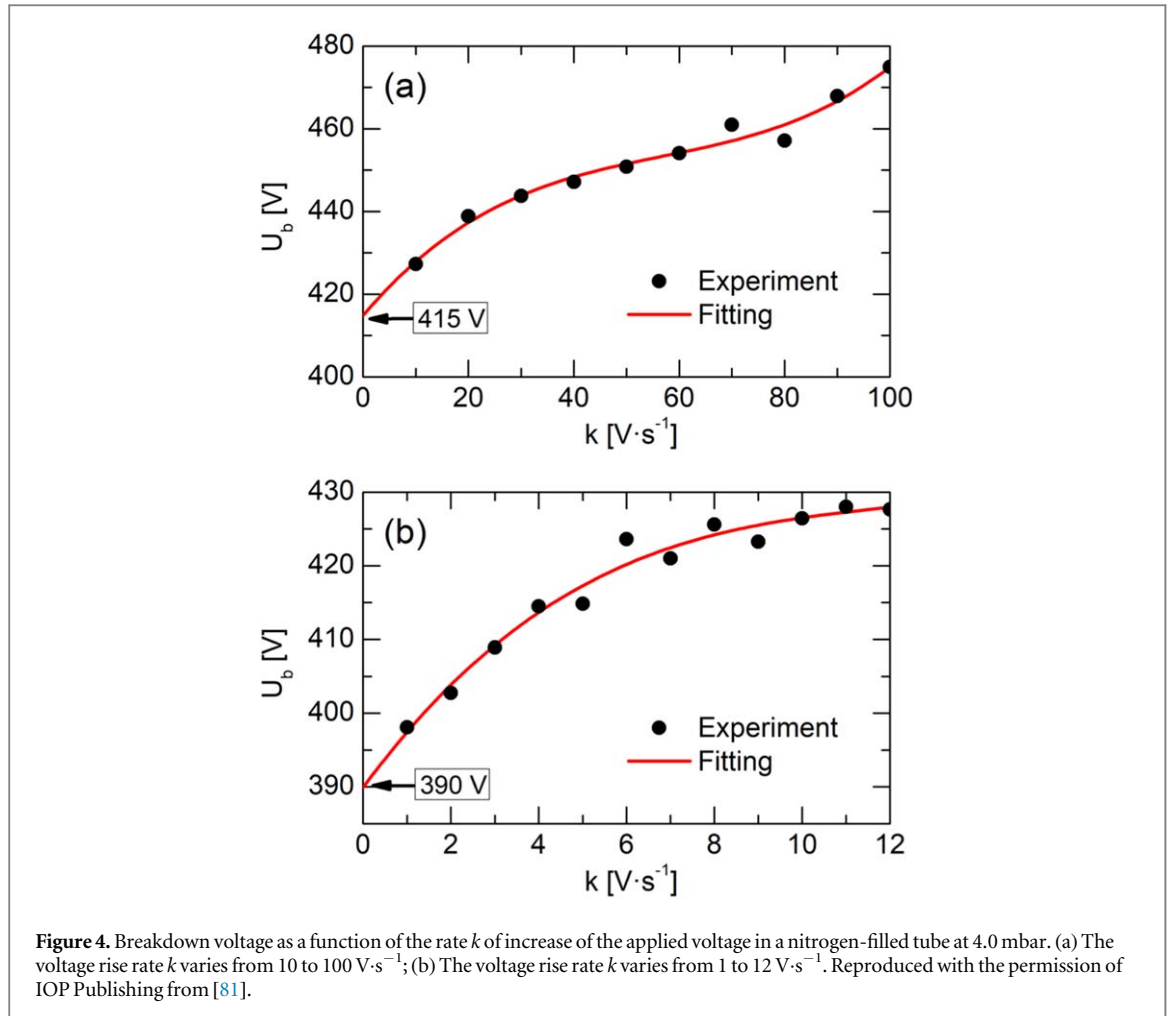 (a)
480
460
440
420
400
U_b [V]
Experiment
Fitting
415 V
0 20 40 60 80 100
k [V·s⁻¹]
(b)
430
420
410
400
390
U_b [V]
Experiment
Fitting
390 V
0 2 4 6 8 10 12
k [V·s⁻¹]
Figure 4. Breakdown voltage as a function of the rate k of increase of the applied voltage in a nitrogen-filled tube at 4.0 mbar. (a) The
voltage rise rate k varies from 10 to 100 V·s⁻¹; (b) The voltage rise rate k varies from 1 to 12 V·s⁻¹. Reproduced with the permission of
IOP Publishing from [81].